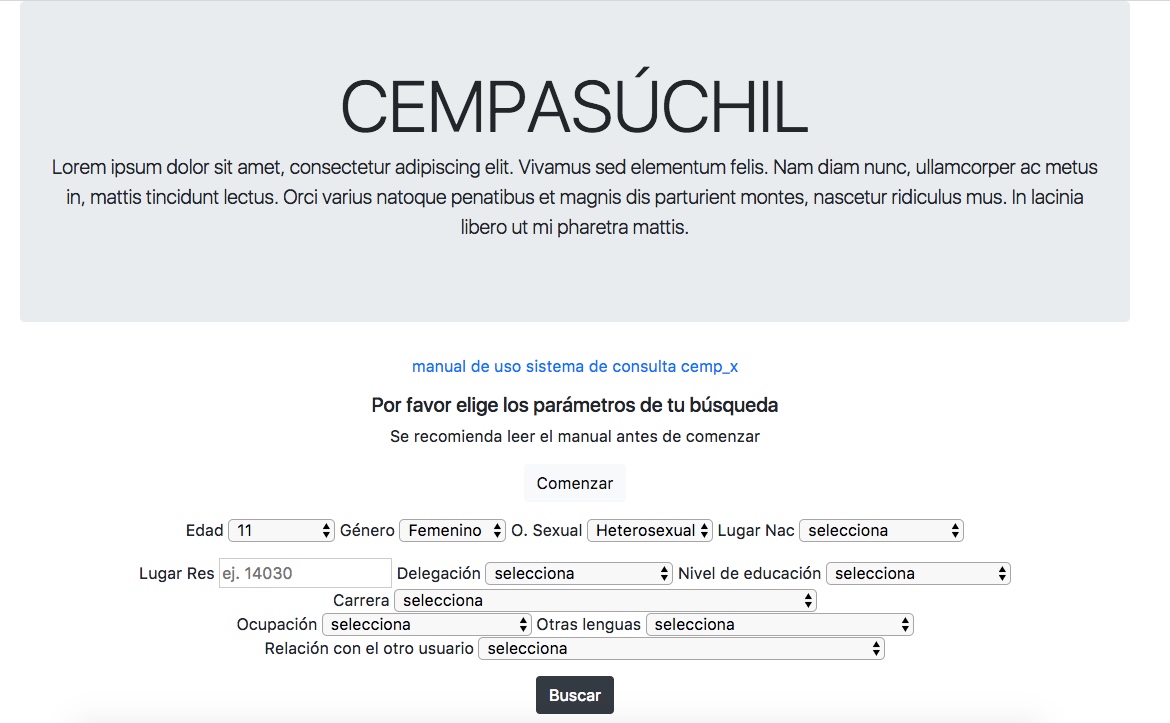 CEMPASÚCHIL
Lorem ipsum dolor sit amet, consectetur adipiscing elit. Vivamus sed elementum felis. Nam diam nunc, ullamcorper ac metus
in, mattis tincidunt lectus. Orci varius natoque penatibus et magnis dis parturient montes, nascetur ridiculus mus. In lacinia
libero ut mi pharetra mattis.
manual de uso sistema de consulta cemp_x
Por favor elige los parámetros de tu búsqueda
Se recomienda leer el manual antes de comenzar
Comenzar
Edad 11 Género Femenino O. Sexual Heterosexual Lugar Nac selecciona
Lugar Res ej. 14030 Delegación selecciona Nivel de educación selecciona
Carrera selecciona
Ocupación selecciona Otras lenguas selecciona
Relación con el otro usuario selecciona
Buscar